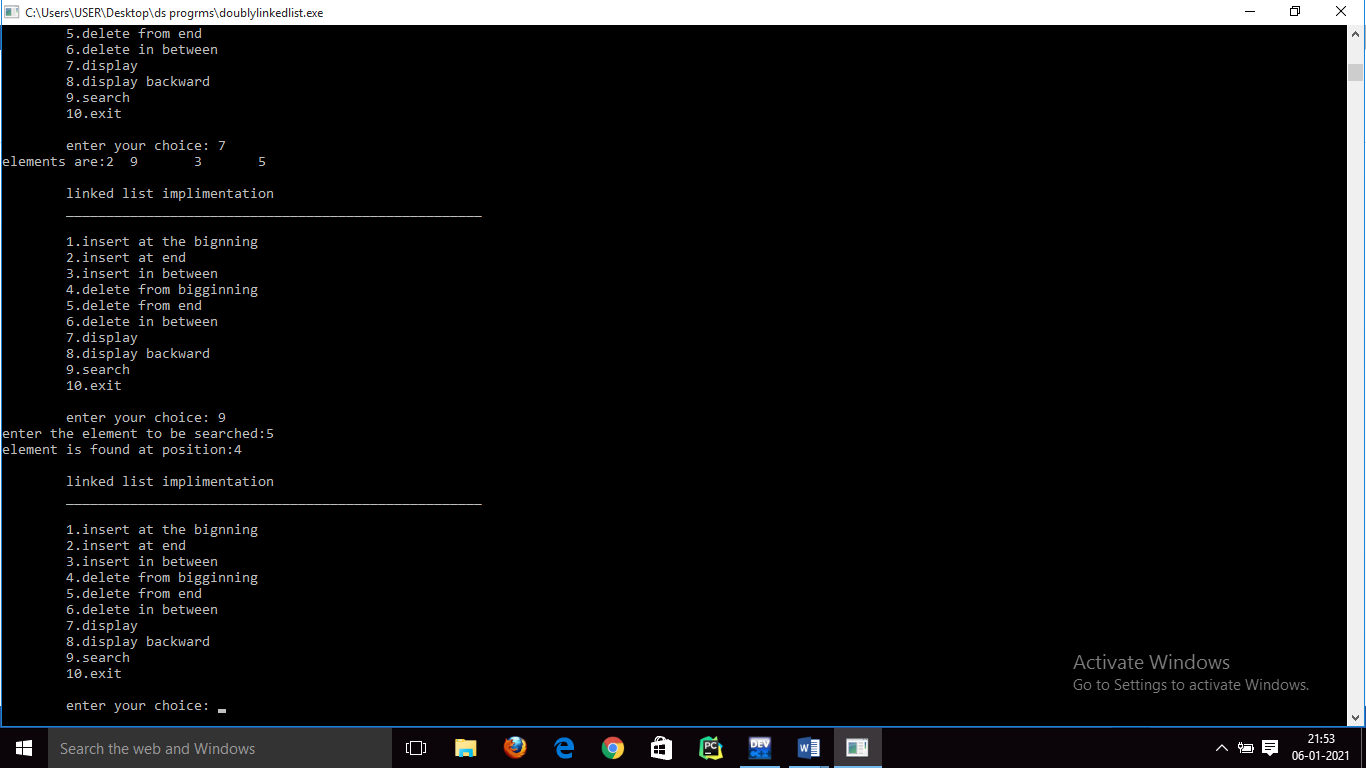 C:\Users\USER\Desktop\ds progrms\doublylinkedlist.exe
5.delete from end
6.delete in between
7.display
8.display backward
9.search
10.exit
enter your choice: 7
elements are:2 9 3 5
linked list implimentation
____________________________________________________
1.insert at the bignning
2.insert at end
3.insert in between
4.delete from bigginning
5.delete from end
6.delete in between
7.display
8.display backward
9.search
10.exit
enter your choice: 9
enter the element to be searched:5
element is found at position:4
linked list implimentation
____________________________________________________
1.insert at the bignning
2.insert at end
3.insert in between
4.delete from bigginning
5.delete from end
6.delete in between
7.display
8.display backward
9.search
10.exit
enter your choice: _
Activate Windows
Go to Settings to activate Windows.
Search the web and Windows
PC
DEV
W
21:53
06-01-2021